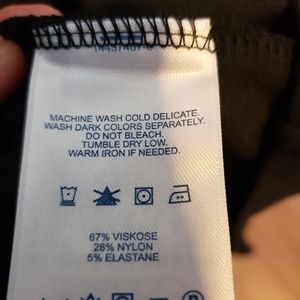 MACHINE WASH COLD DELICATE.
WASH DARK COLORS SEPARATELY.
DO NOT BLEACH.
TUMBLE DRY LOW.
WARM IRON IF NEEDED.
67% VISKOSE
28% NYLON
5% ELASTANE